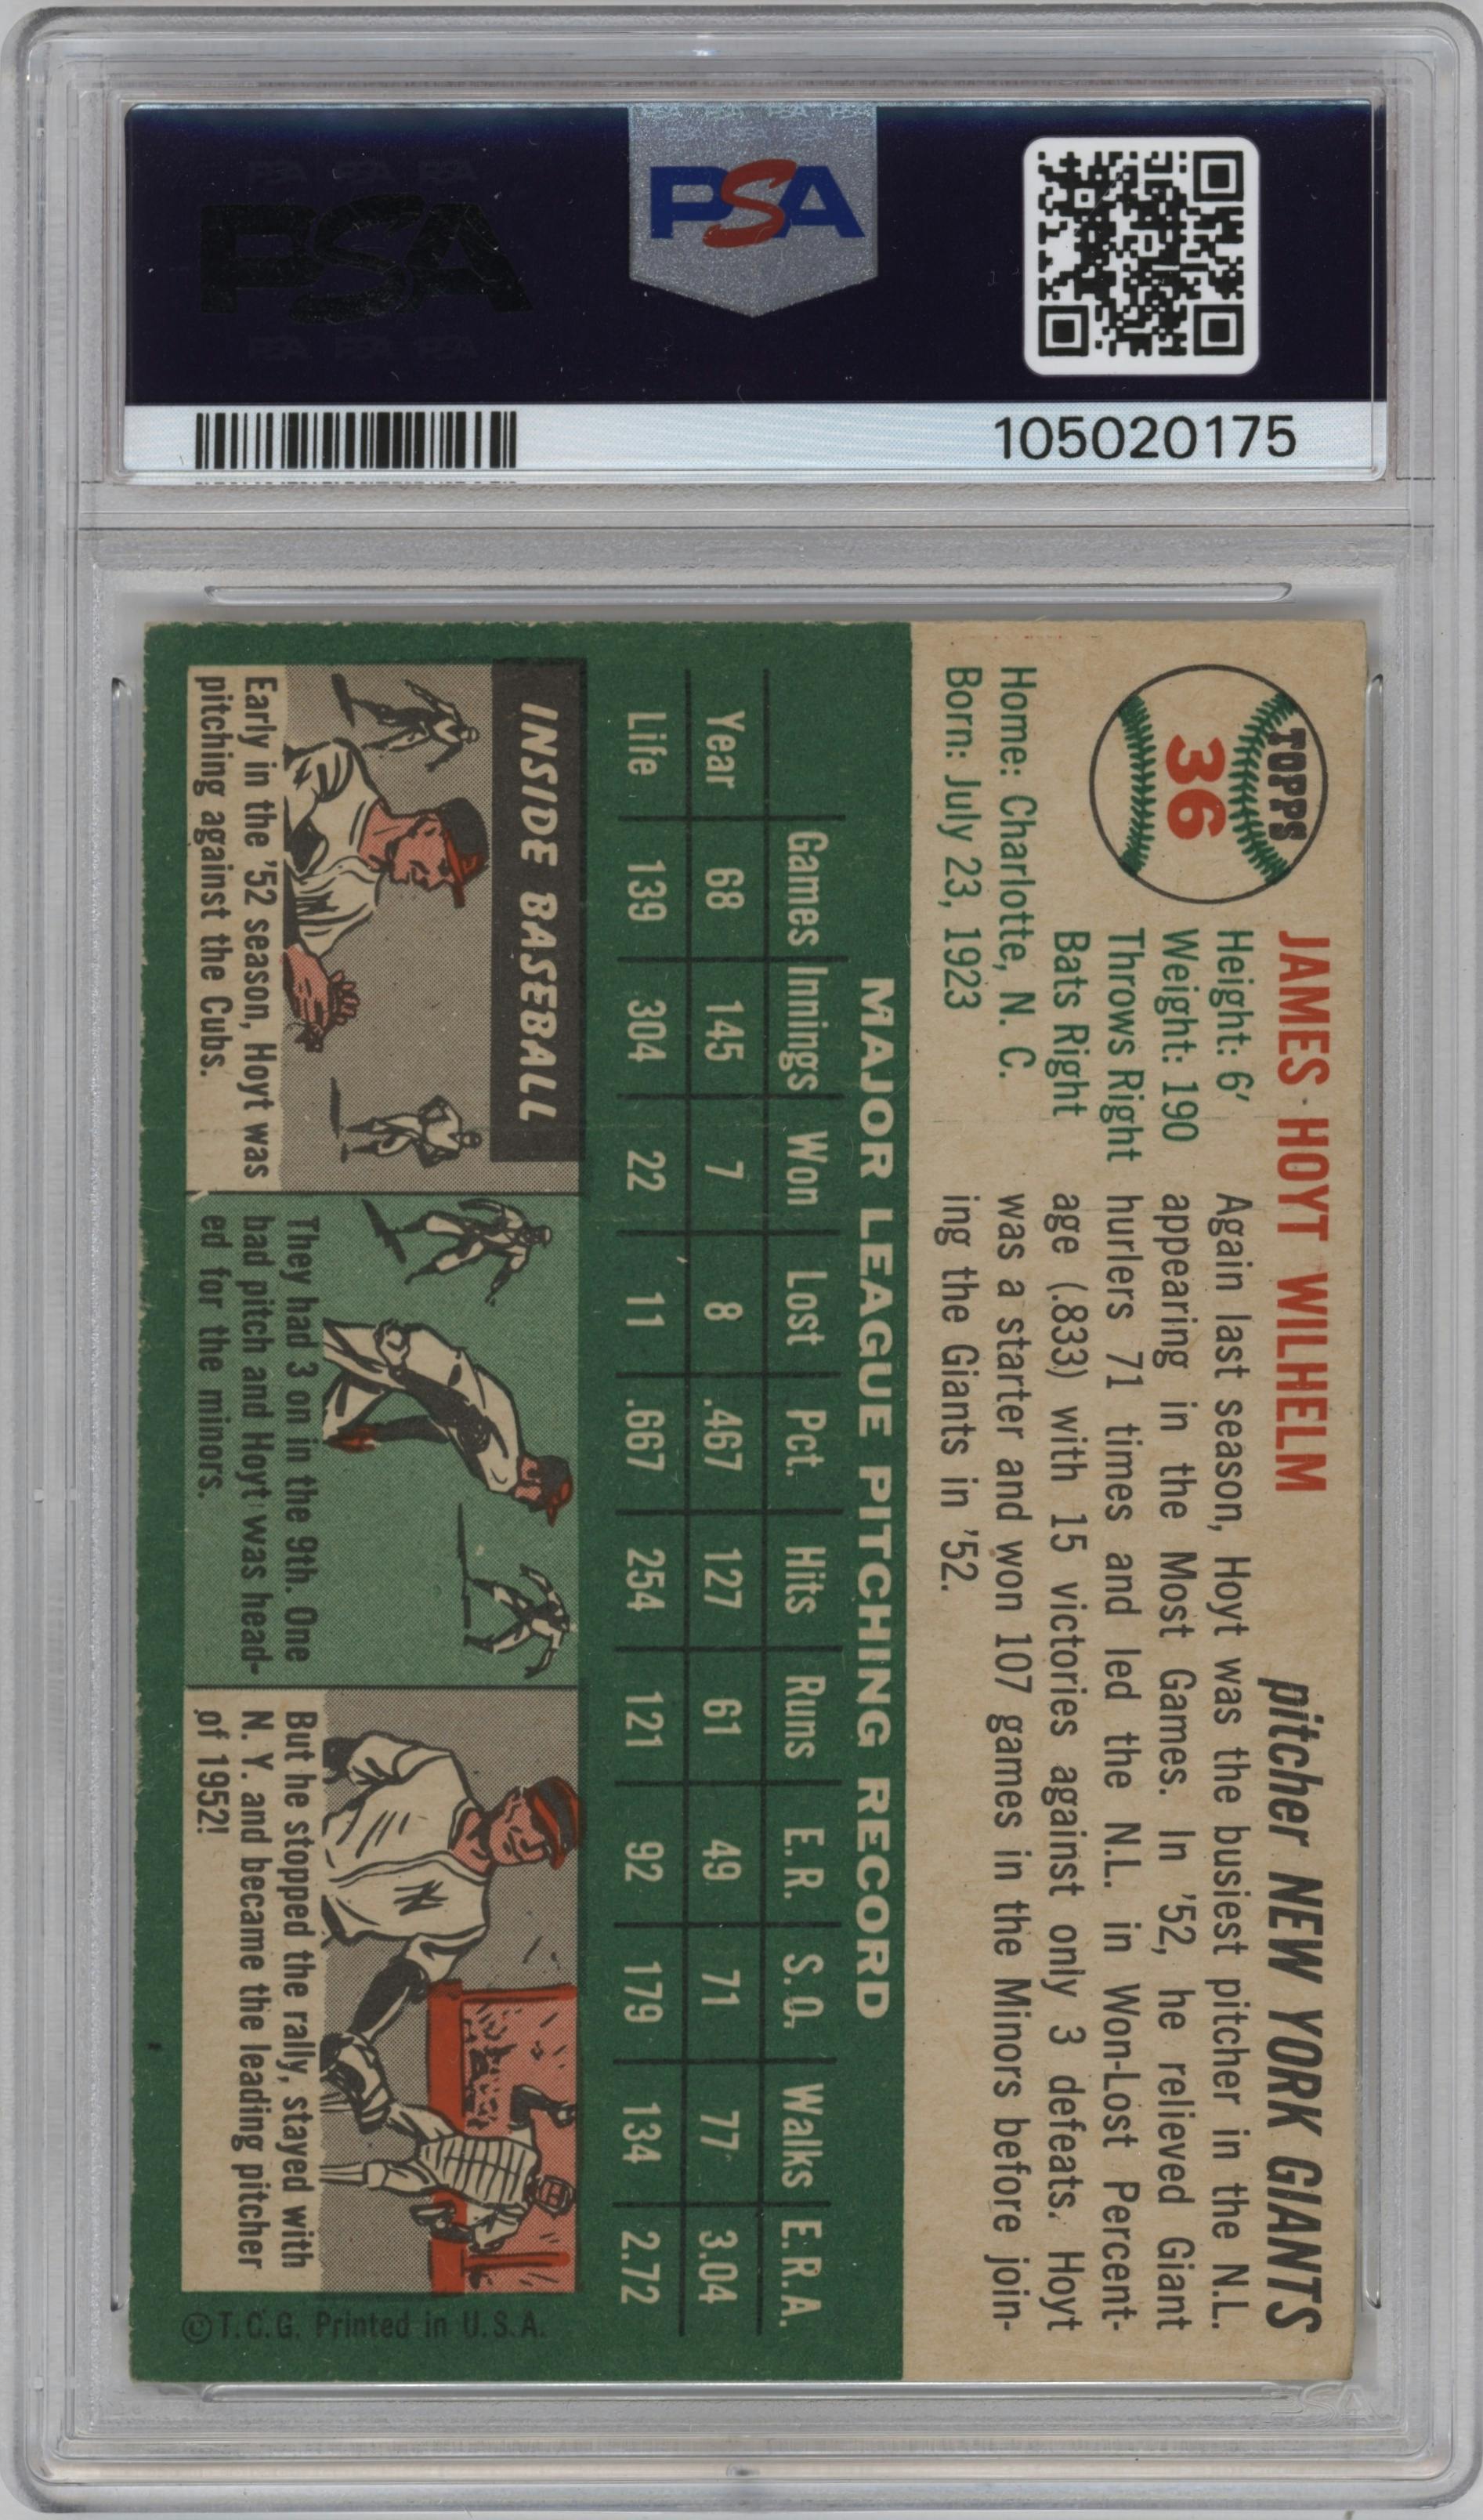 PSA
PSA
105020175
TOPPS
36
JAMES HOYT WILHELM
pitcher NEW YORK GIANTS
Height: 6'
Weight: 190
Throws Right
Bats Right
Home: Charlotte, N. C.
Born: July 23, 1923
Again last season, Hoyt was the busiest pitcher in the N.L.
appearing in the Most Games. In '52, he relieved Giant
hurlers 71 times and led the N.L. in Won-Lost Percent-
age (.833) with 15 victories against only 3 defeats. Hoyt
was a starter and won 107 games in the Minors before join-
ing the Giants in '52.
MAJOR LEAGUE PITCHING RECORD
Games Innings Won Lost Pct. Hits Runs E. R. S.O. Walks E.R.A.
Year 68 145 7 8 .467 127 61 49 71 77 3.04
Life 139 304 22 11 .667 254 121 92 179 134 2.72
INSIDE BASEBALL
Early in the '52 season, Hoyt was
pitching against the Cubs.
They had 3 on in the 9th. One
bad pitch and Hoyt was head-
ed for the minors.
But he stopped the rally, stayed with
N. Y. and became the leading pitcher
of 1952!
©T.C.G. Printed in U.S.A.